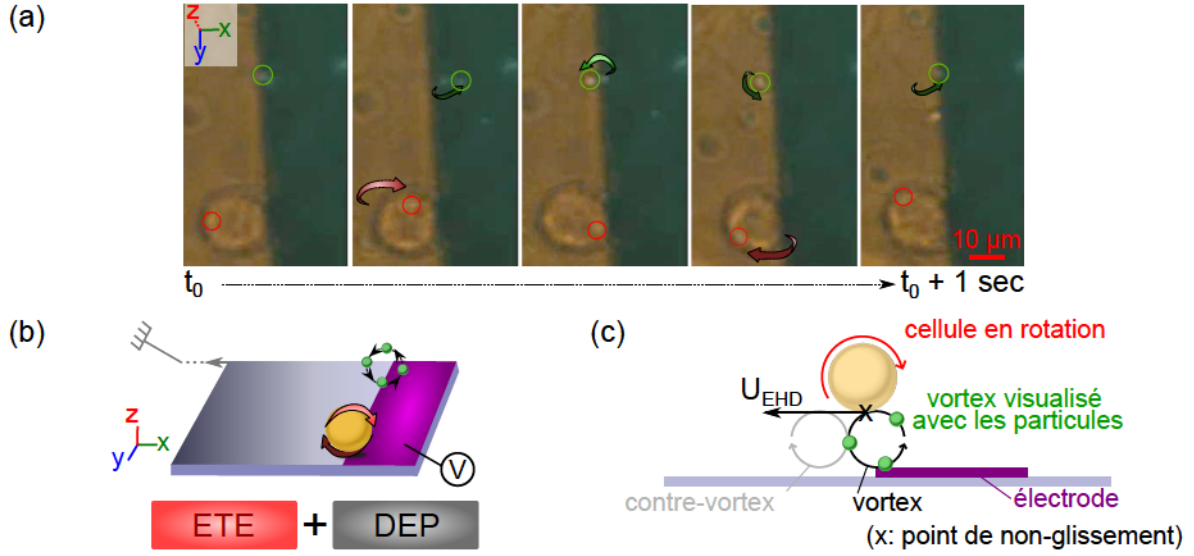 (a)
z
x
y
10 µm
t0
t0 + 1 sec
(b)
z
x
y
V
ETE + DEP
(c)
cellule en rotation
UEHD
x
vortex visualisé
avec les particules
contre-vortex
vortex
électrode
(x: point de non-glissement)